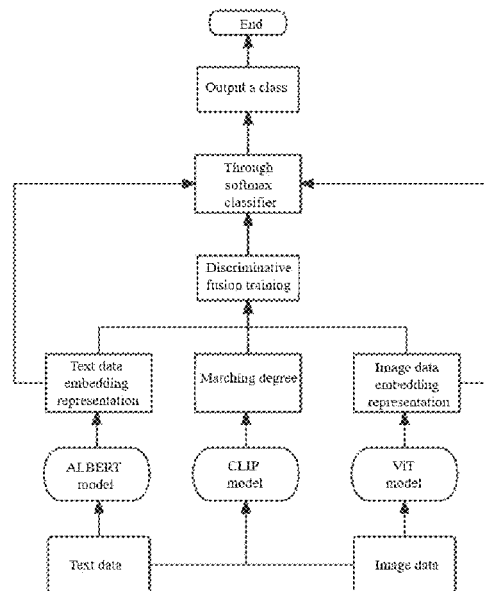 End
Output a class
Through
softmax
classifier
Discriminative
fusion training
Text data
embedding
representation
Matching degree
Image data
embedding
representation
ALBERT
model
CLIP
model
ViT
model
Text data
Image data